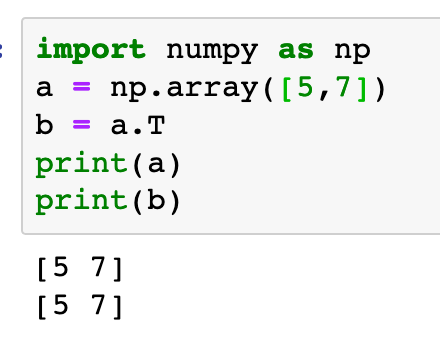 import numpy as np
a = np.array([5,7])
b = a.T
print(a)
print(b)
[5 7]
[5 7]